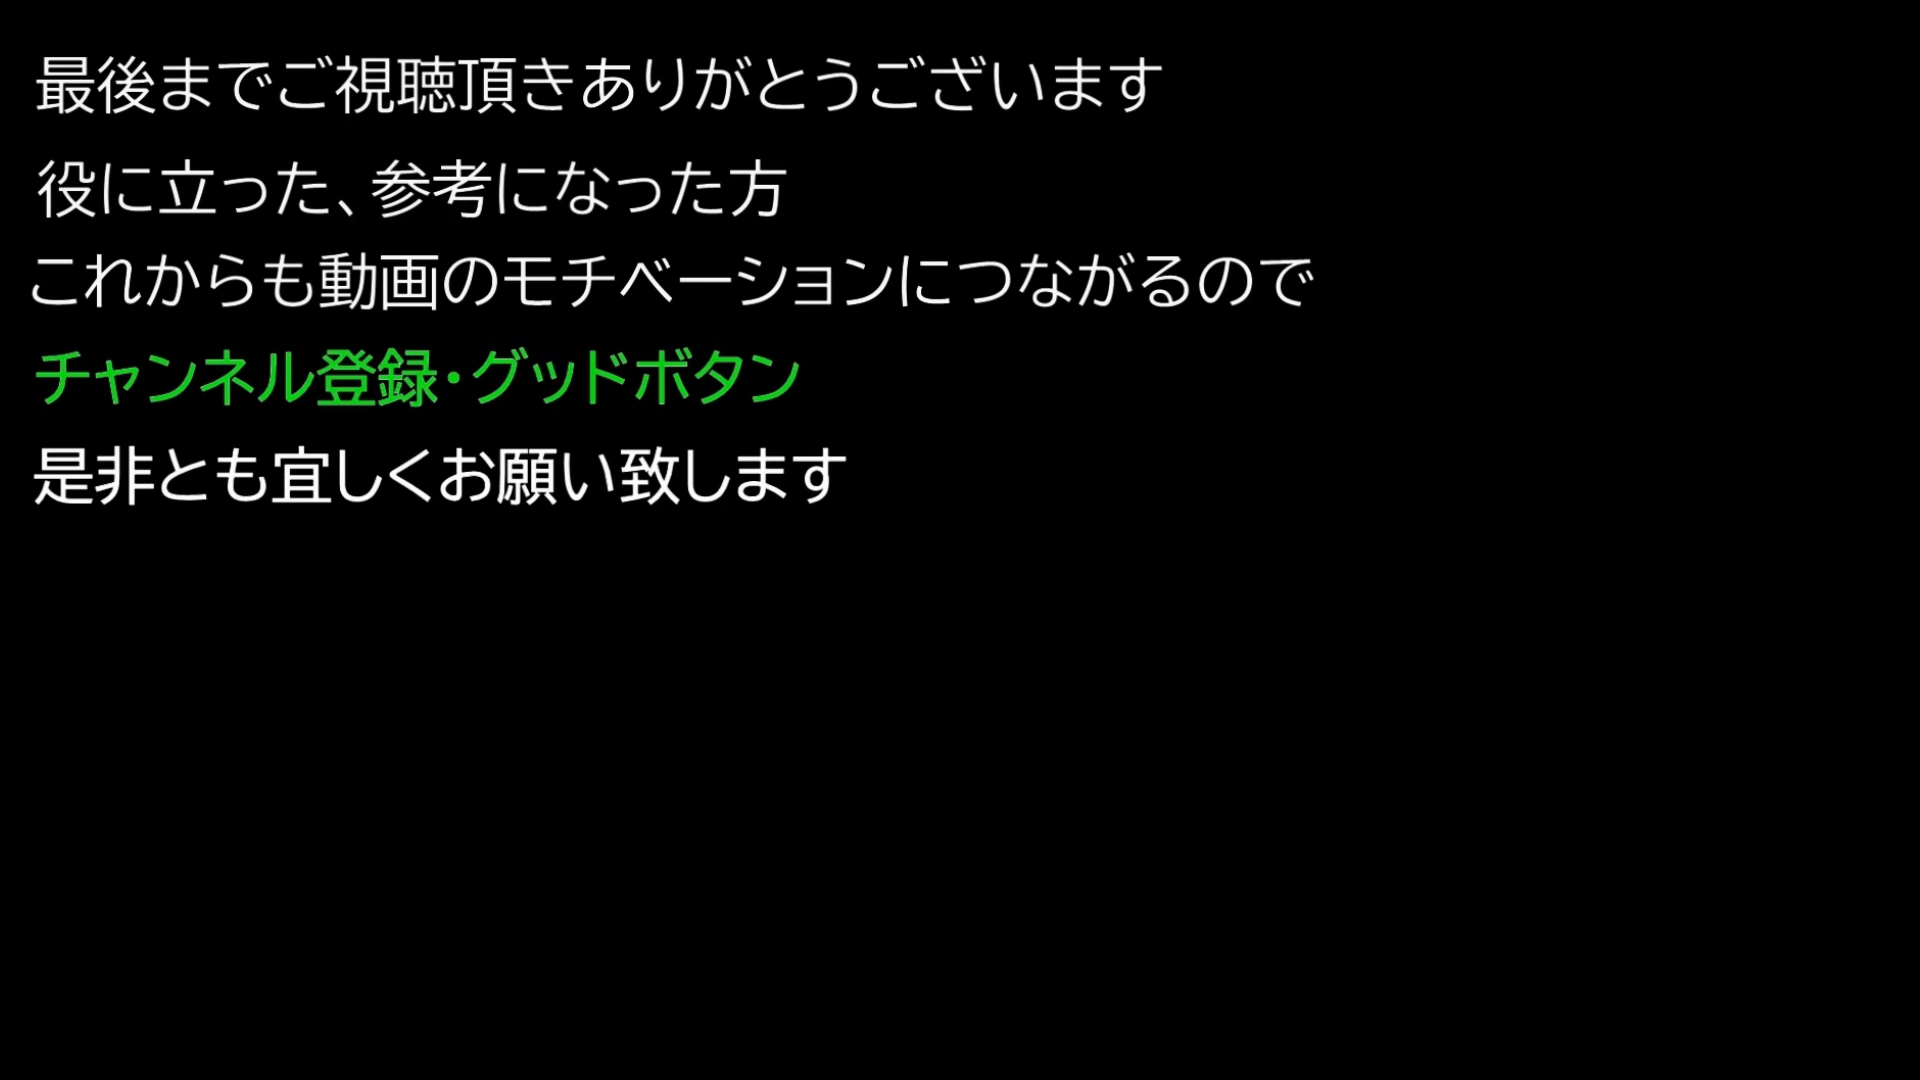 最後までご視聴頂きありがとうございます
役に立った、参考になった方
これからも動画のモチベーションにつながるので
チャンネル登録・グッドボタン
是非とも宜しくお願い致します